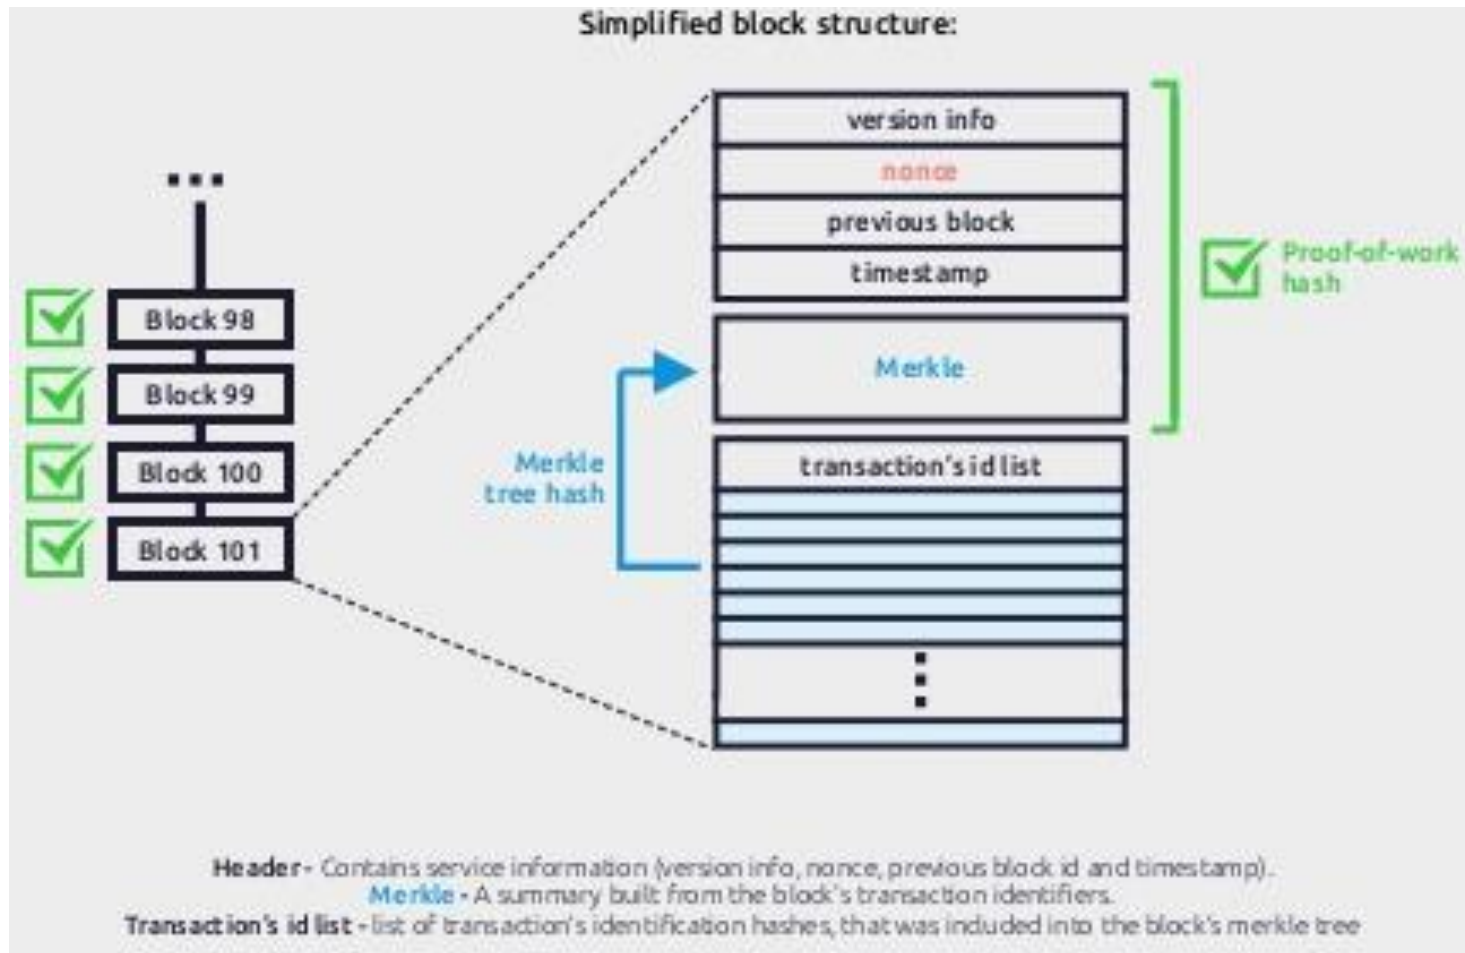 Simplified block structure:
version info
nonce
previous block
timestamp
Proof-of-work
hash
Block 98
Block 99
Block 100
Block 101
Merkle
Merkle
tree hash
transaction's id list
Header - Contains service information (version info, nonce, previous block id and timestamp).
Merkle - A summary built from the block's transaction identifiers.
Transaction's id list - list of transaction's identification hashes, that was included into the block's merkle tree